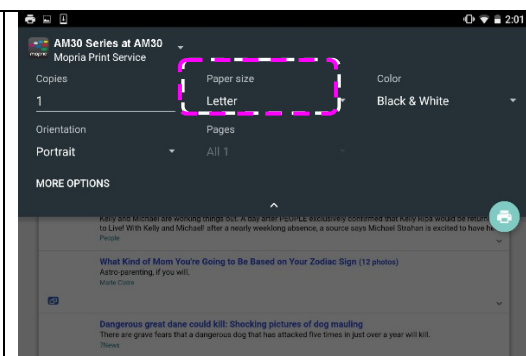 2:01
AM30 Series at AM30
mopria
Mopria Print Service
Copies
Paper size
Color
1
Letter
Black & White
Orientation
Pages
Portrait
All 1
MORE OPTIONS
Kelly and Michael are working things out. A day after PEOPLE exclusively confirmed that Kelly Ripa would be return
to Live! With Kelly and Michael! after a nearly weeklong absence, a source says Michael Strahan is excited to have he
People
What Kind of Mom You're Going to Be Based on Your Zodiac Sign (12 photos)
Astro-parenting, if you will.
Marie Claire
Dangerous great dane could kill: Shocking pictures of dog mauling
There are grave fears that a dangerous dog that has attacked five times in just over a year will kill.
7News